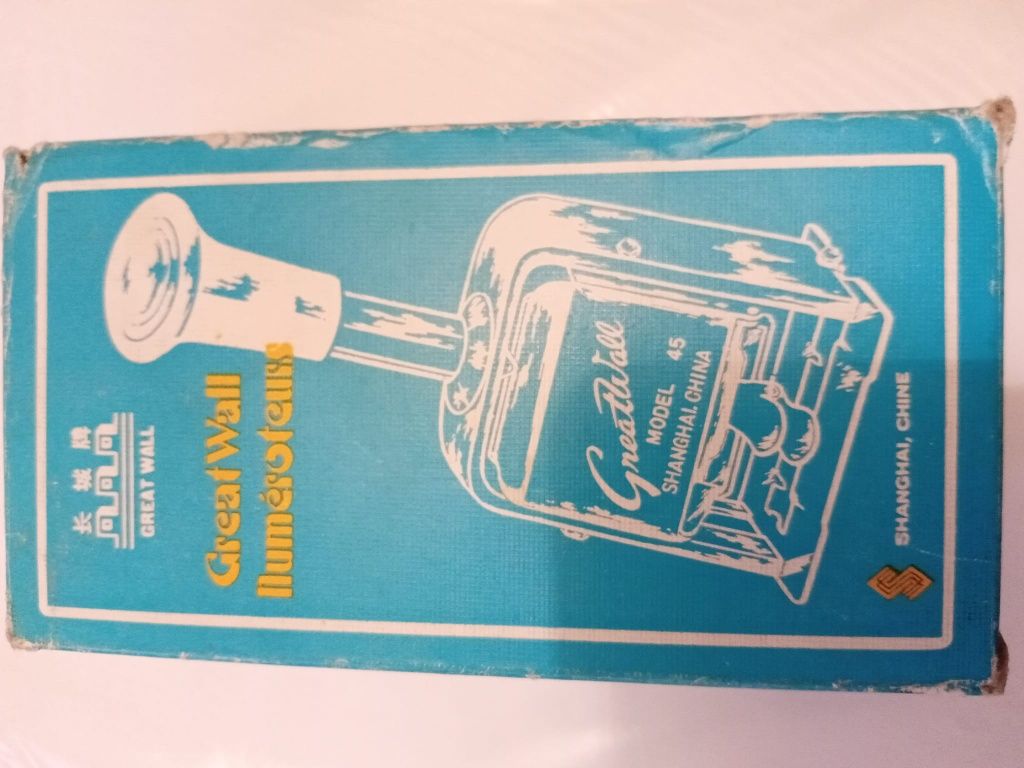 长城牌
GREAT WALL
Great Wall
Numéroteurs
Great Wall
MODEL 45
SHANGHAI, CHINA
SHANGHAI, CHINE